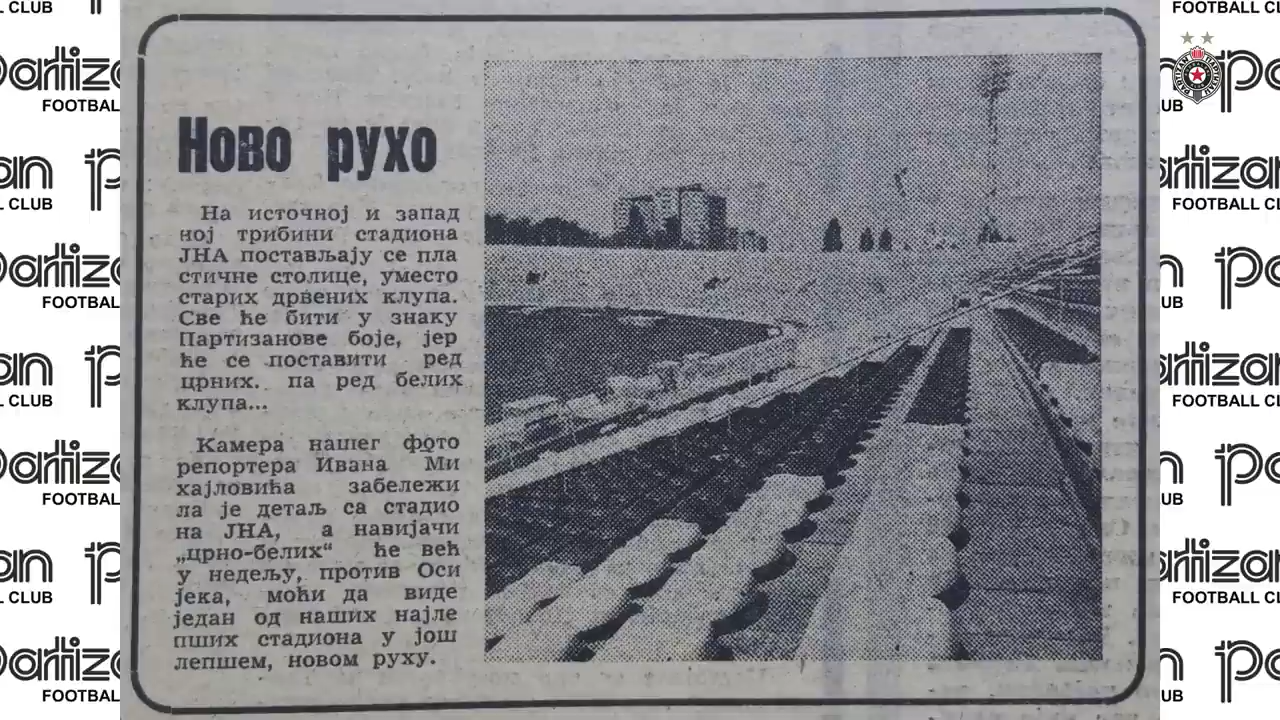 Ново рухо
На источној и запад
ној трибини стадиона
ЈНА постављају се пла
стичне столице, уместо
старих дрвених клупа.
Све ће бити у знаку
Партизанове боје, јер
ће се поставити ред
црних. па ред белих
клупа...
Камера нашег фото
репортера Ивана Ми
хајловића забележи
ла је детаљ са стадио
на ЈНА, а навијачи
„црно-белих“ ће већ
у недељу, против Оси
јека, моћи да виде
један од наших најле
пших стадиона у још
лепшем, новом руху.
Partizan
FOOTBALL CLUB